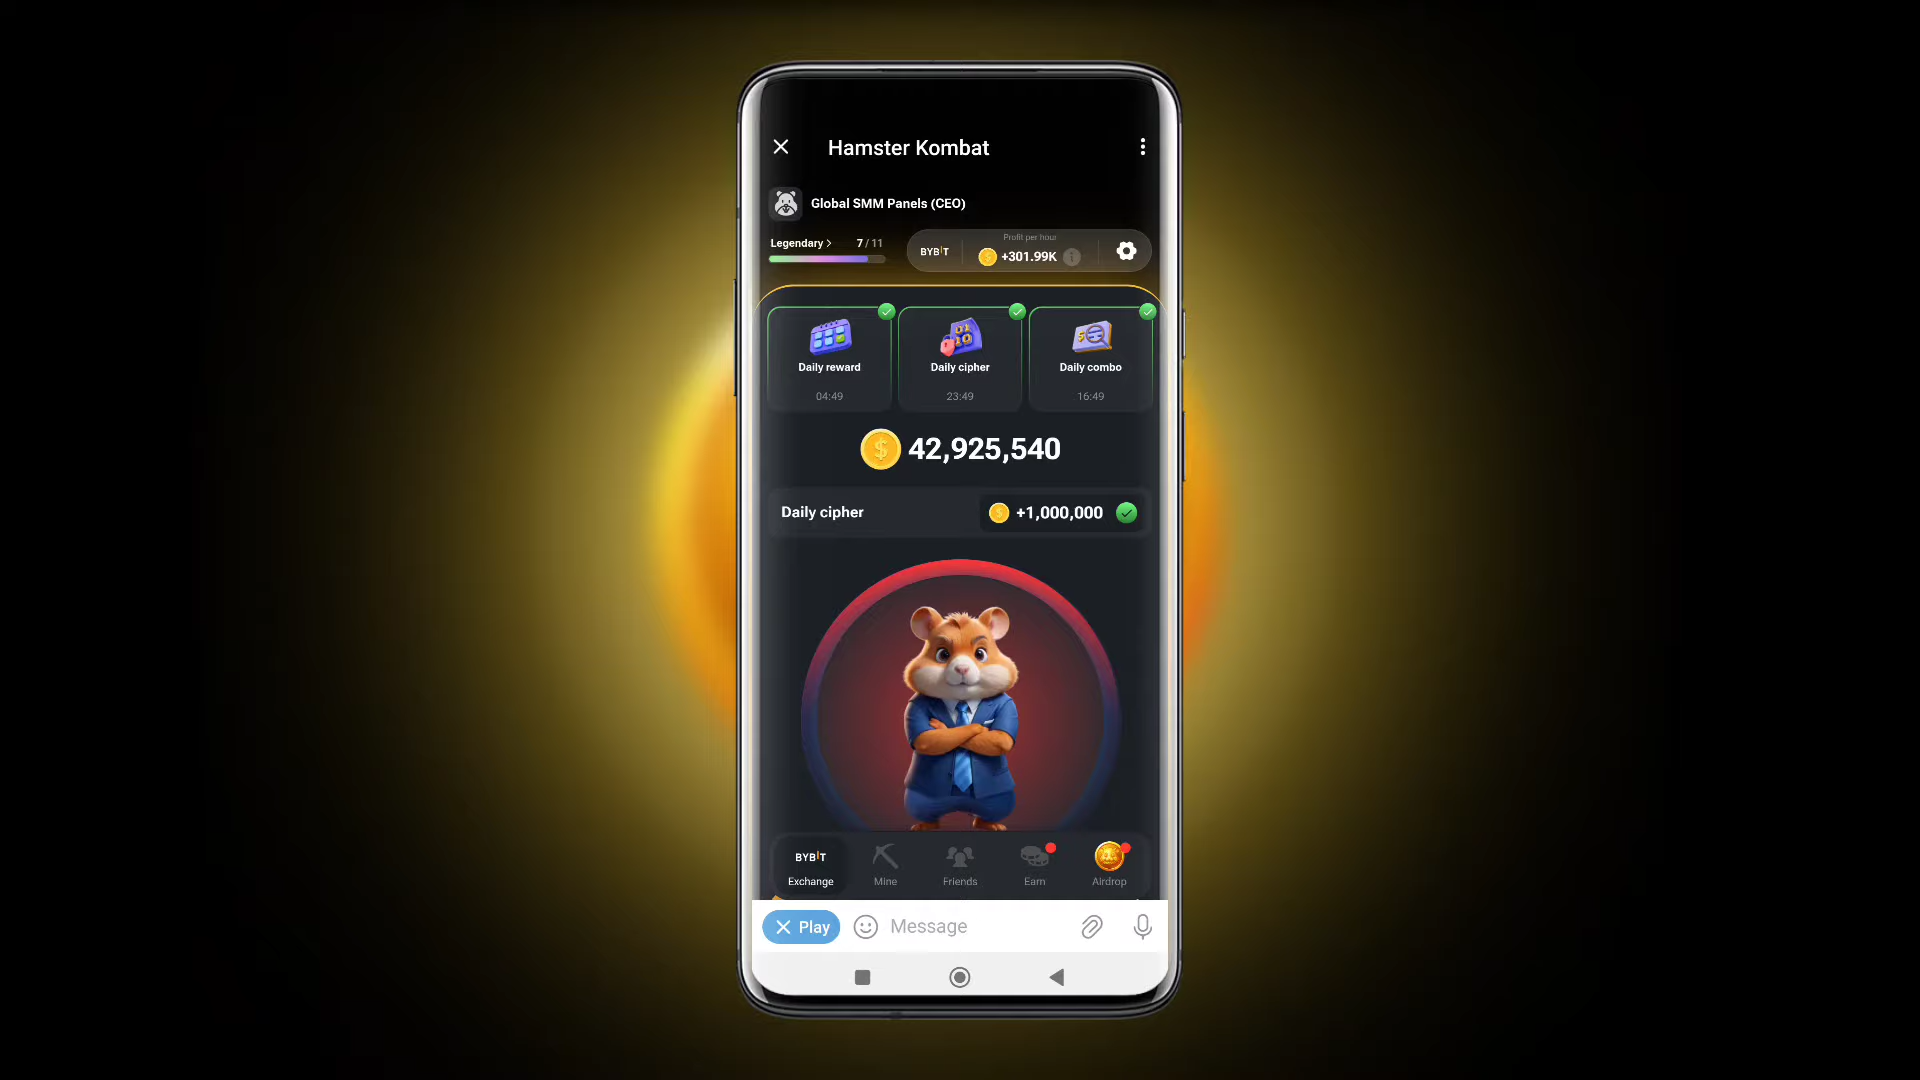 Hamster Kombat
Global SMM Panels (CEO)
Legendary > 7 / 11
BYBIT
Profit per hour
+301.99K
Daily reward
04:49
Daily cipher
23:49
Daily combo
16:49
42,925,540
Daily cipher +1,000,000
BYBIT
Exchange Mine Friends Earn Airdrop
Play Message